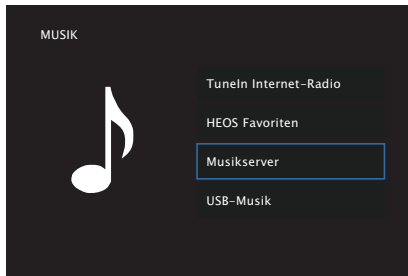 MUSIK
TuneIn Internet-Radio
HEOS Favoriten
Musikserver
USB-Musik